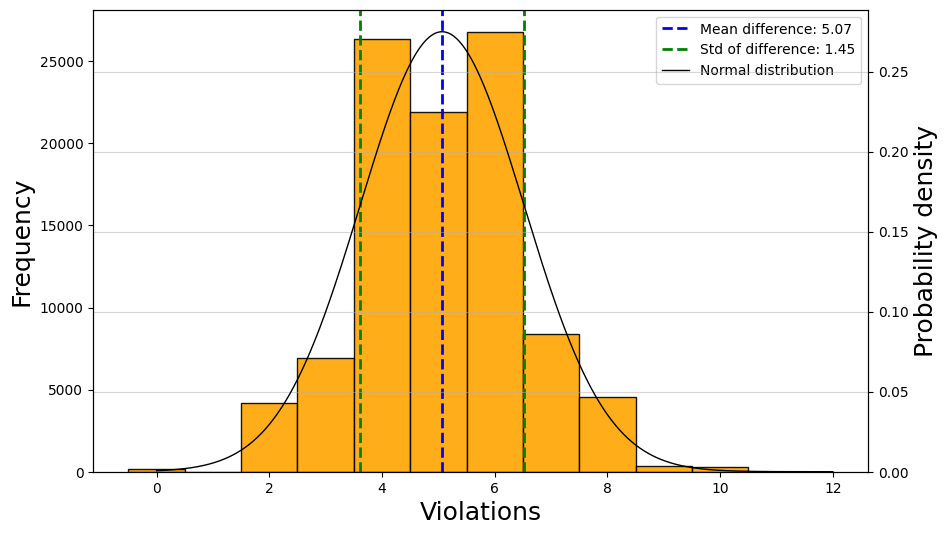 Mean difference: 5.07
Std of difference: 1.45
Normal distribution
Frequency
25000
20000
15000
10000
5000
0
0.25
0.20
0.15
0.10
0.05
0.00
Probability density
0 2 4 6 8 10 12
Violations